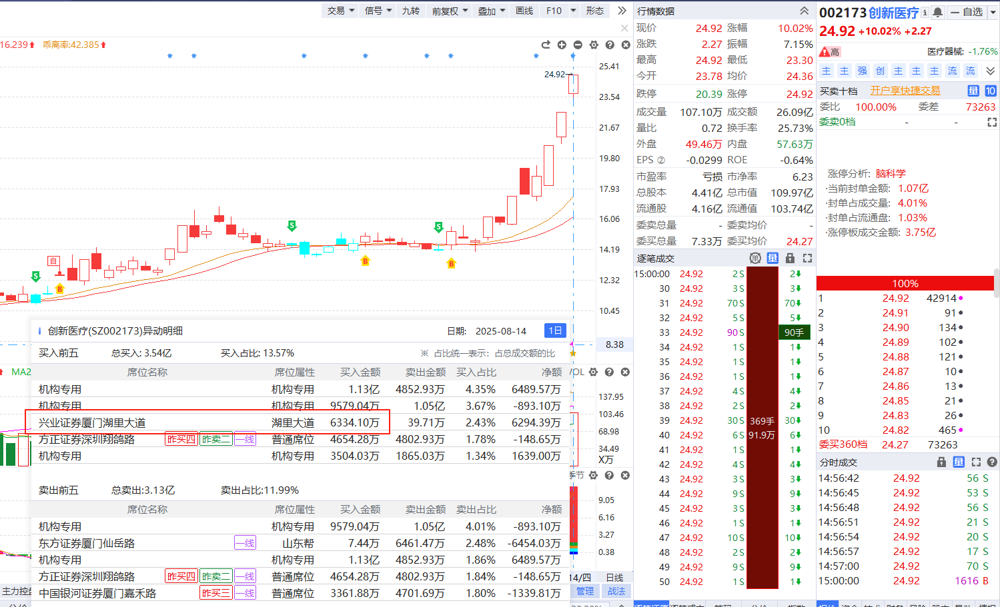 交易 信号 九转 前复权 叠加 画线 F10 形态
16.239 乖离率:42.385
24.92
25.41
23.54
21.67
19.80
17.93
16.06
14.19
12.32
10.45
8.38
S
自
B
S
B
S
B
创新医疗(SZ002173)异动明细 日期: 2025-08-14 1日
买入前五 总买入: 3.54亿 买入占比: 13.57% ※ 占比统一表示：占总成交额的比
席位名称 席位属性 买入金额 卖出金额 买入占比 净额
机构专用 机构专用 1.13亿 4852.93万 4.35% 6489.57万
机构专用 机构专用 9579.04万 1.05亿 3.67% -893.10万
兴业证券厦门湖里大道 湖里大道 6334.10万 39.71万 2.43% 6294.39万
方正证券深圳翔鸽路 昨买四 昨卖二 一线 普通席位 4654.28万 4802.93万 1.78% -148.65万
机构专用 机构专用 3504.03万 1865.03万 1.34% 1639.00万
卖出前五 总卖出:3.13亿 卖出占比:11.99%
席位名称 席位属性 买入金额 卖出金额 卖出占比 净额
机构专用 机构专用 9579.04万 1.05亿 4.01% -893.10万
东方证券厦门仙岳路 一线 山东帮 7.44万 6461.47万 2.48% -6454.03万
机构专用 机构专用 1.13亿 4852.93万 1.86% 6489.57万
方正证券深圳翔鸽路 昨买四 昨卖二 一线 普通席位 4654.28万 4802.93万 1.84% -148.65万
中国银河证券厦门嘉禾路 昨买三 一线 普通席位 3361.88万 4701.69万 1.80% -1339.81万
MA2
VOL
137.95
103.46
68.98
34.49
X万
季节
9.05
6.16
3.27
0.38
14/四 日线
主力控盘
管理 战法
行情数据
现价 24.92 涨幅 10.02%
涨跌 2.27 振幅 7.15%
最高 24.92 最低 23.30
今开 23.78 均价 24.36
跌停 20.39 涨停 24.92
成交量 107.10万 成交额 26.09亿
量比 0.72 换手率 25.73%
外盘 49.46万 内盘 57.63万
EPS ② -0.0299 ROE -0.64%
市盈率 亏损 市净率 6.23
总股本 4.41亿 总市值 109.97亿
流通股 4.16亿 流通值 103.74亿
委卖总量 - 委卖均价 -
委买总量 7.33万 委买均价 24.27
逐笔成交 单 量
15:00:00 24.92 2 S 2
30 24.92 3 S 3
31 24.92 70 S 70
32 24.92 5 S 5
33 24.92 90 S 90手
34 24.92 1 S 1
35 24.92 1 S 1
36 24.92 1 S 1
37 24.92 4 S 4
38 24.92 2 S 2
39 24.92 30 S 369手 30
40 24.92 6 S 91.9万 6
41 24.92 1 S 1
42 24.92 4 S 4
43 24.92 3 S 3
44 24.92 9 S 9
45 24.92 3 S 3
46 24.92 1 S 1
47 24.92 10 S 10
48 24.92 2 S 2
49 24.92 9 S 9
50 24.92 1 S 1
002173 创新医疗 自选
24.92 +10.02% +2.27
高 医疗器械: -1.76%
主 主 强 创 主 主 主 流 流
买卖十档 开户享快捷交易 量 10
委比 100.00% 委差 73263
委卖0档 - -
涨停分析: 脑科学
·当前封单金额: 1.07亿
·封单占成交量: 4.01%
·封单占流通盘: 1.03%
·涨停板成交金额: 3.75亿
100%
1 24.92 42914
2 24.91 91
3 24.90 134
4 24.89 102
5 24.88 121
6 24.87 10
7 24.86 13
8 24.85 21
9 24.83 26
10 24.82 465
委买360档 24.27 73263
分时成交 量
14:56:42 24.92 56 S
14:56:45 24.92 53 S
14:56:48 24.92 56 S
14:56:51 24.92 21 S
14:56:54 24.92 20 S
14:56:57 24.92 17 S
14:57:00 24.92 70 S
15:00:00 24.92 1616 B